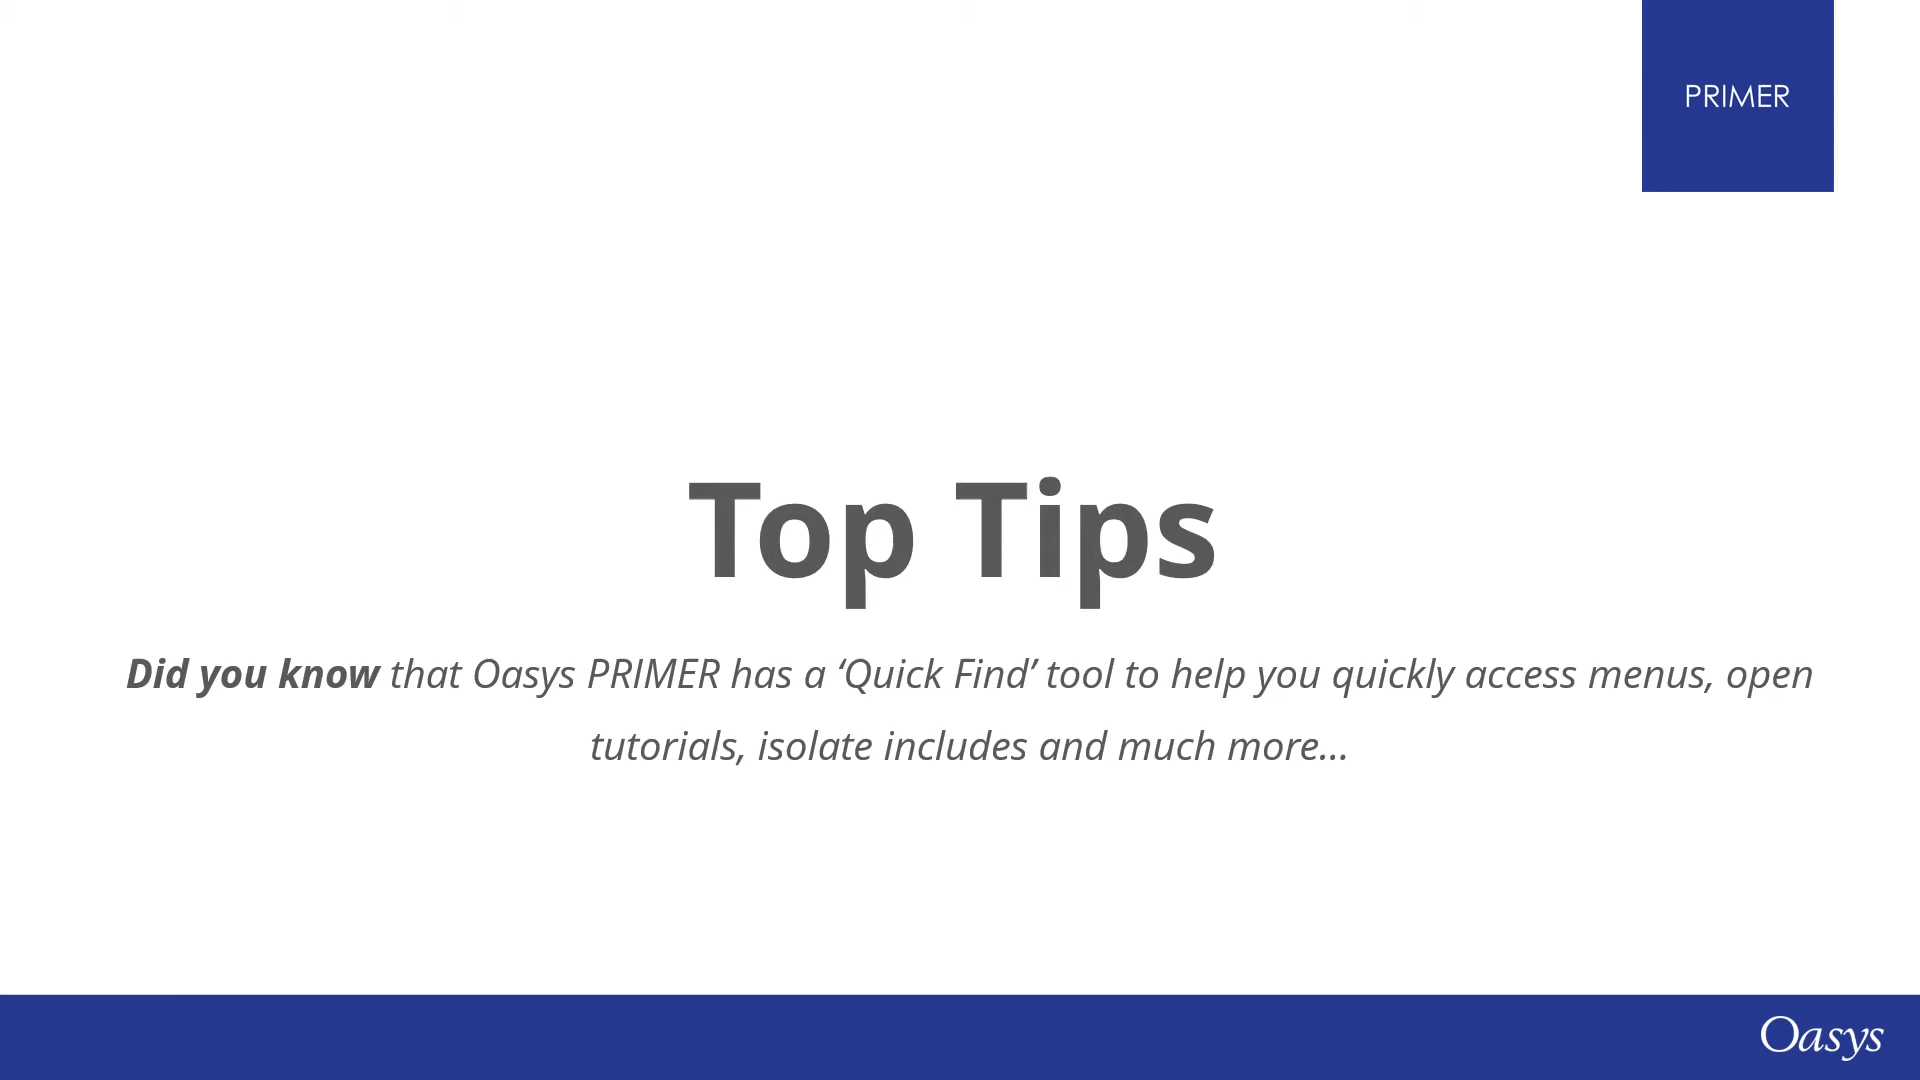 PRIMER
Top Tips
Did you know that Oasys PRIMER has a ‘Quick Find’ tool to help you quickly access menus, open
tutorials, isolate includes and much more...
Oasys